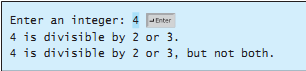 Enter an integer: 4 ↵Enter
4 is divisible by 2 or 3.
4 is divisible by 2 or 3, but not both.